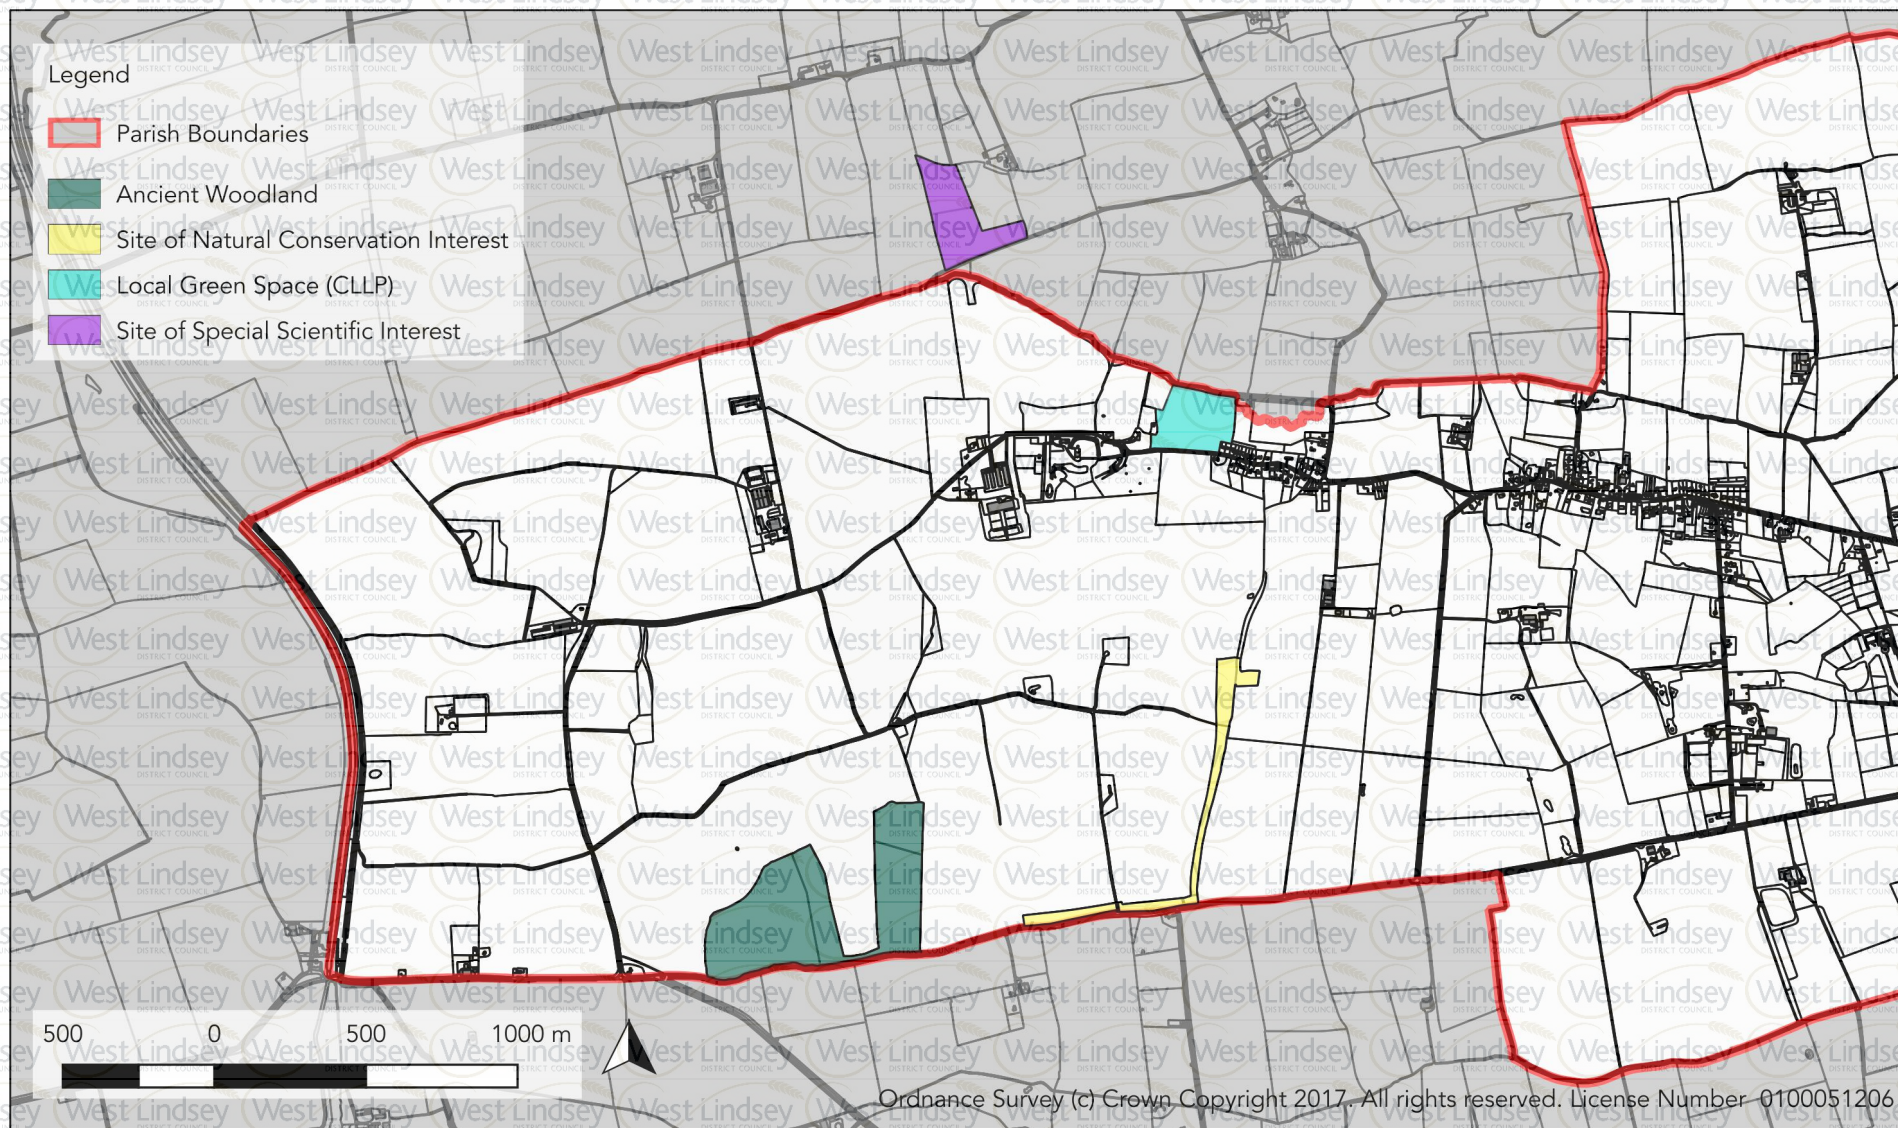 Legend
Parish Boundaries
Ancient Woodland
Site of Natural Conservation Interest
Local Green Space (CLLP)
Site of Special Scientific Interest
500 0 500 1000 m
Ordnance Survey (c) Crown Copyright 2017. All rights reserved. License Number 0100051206
West Lindsey
DISTRICT COUNCIL